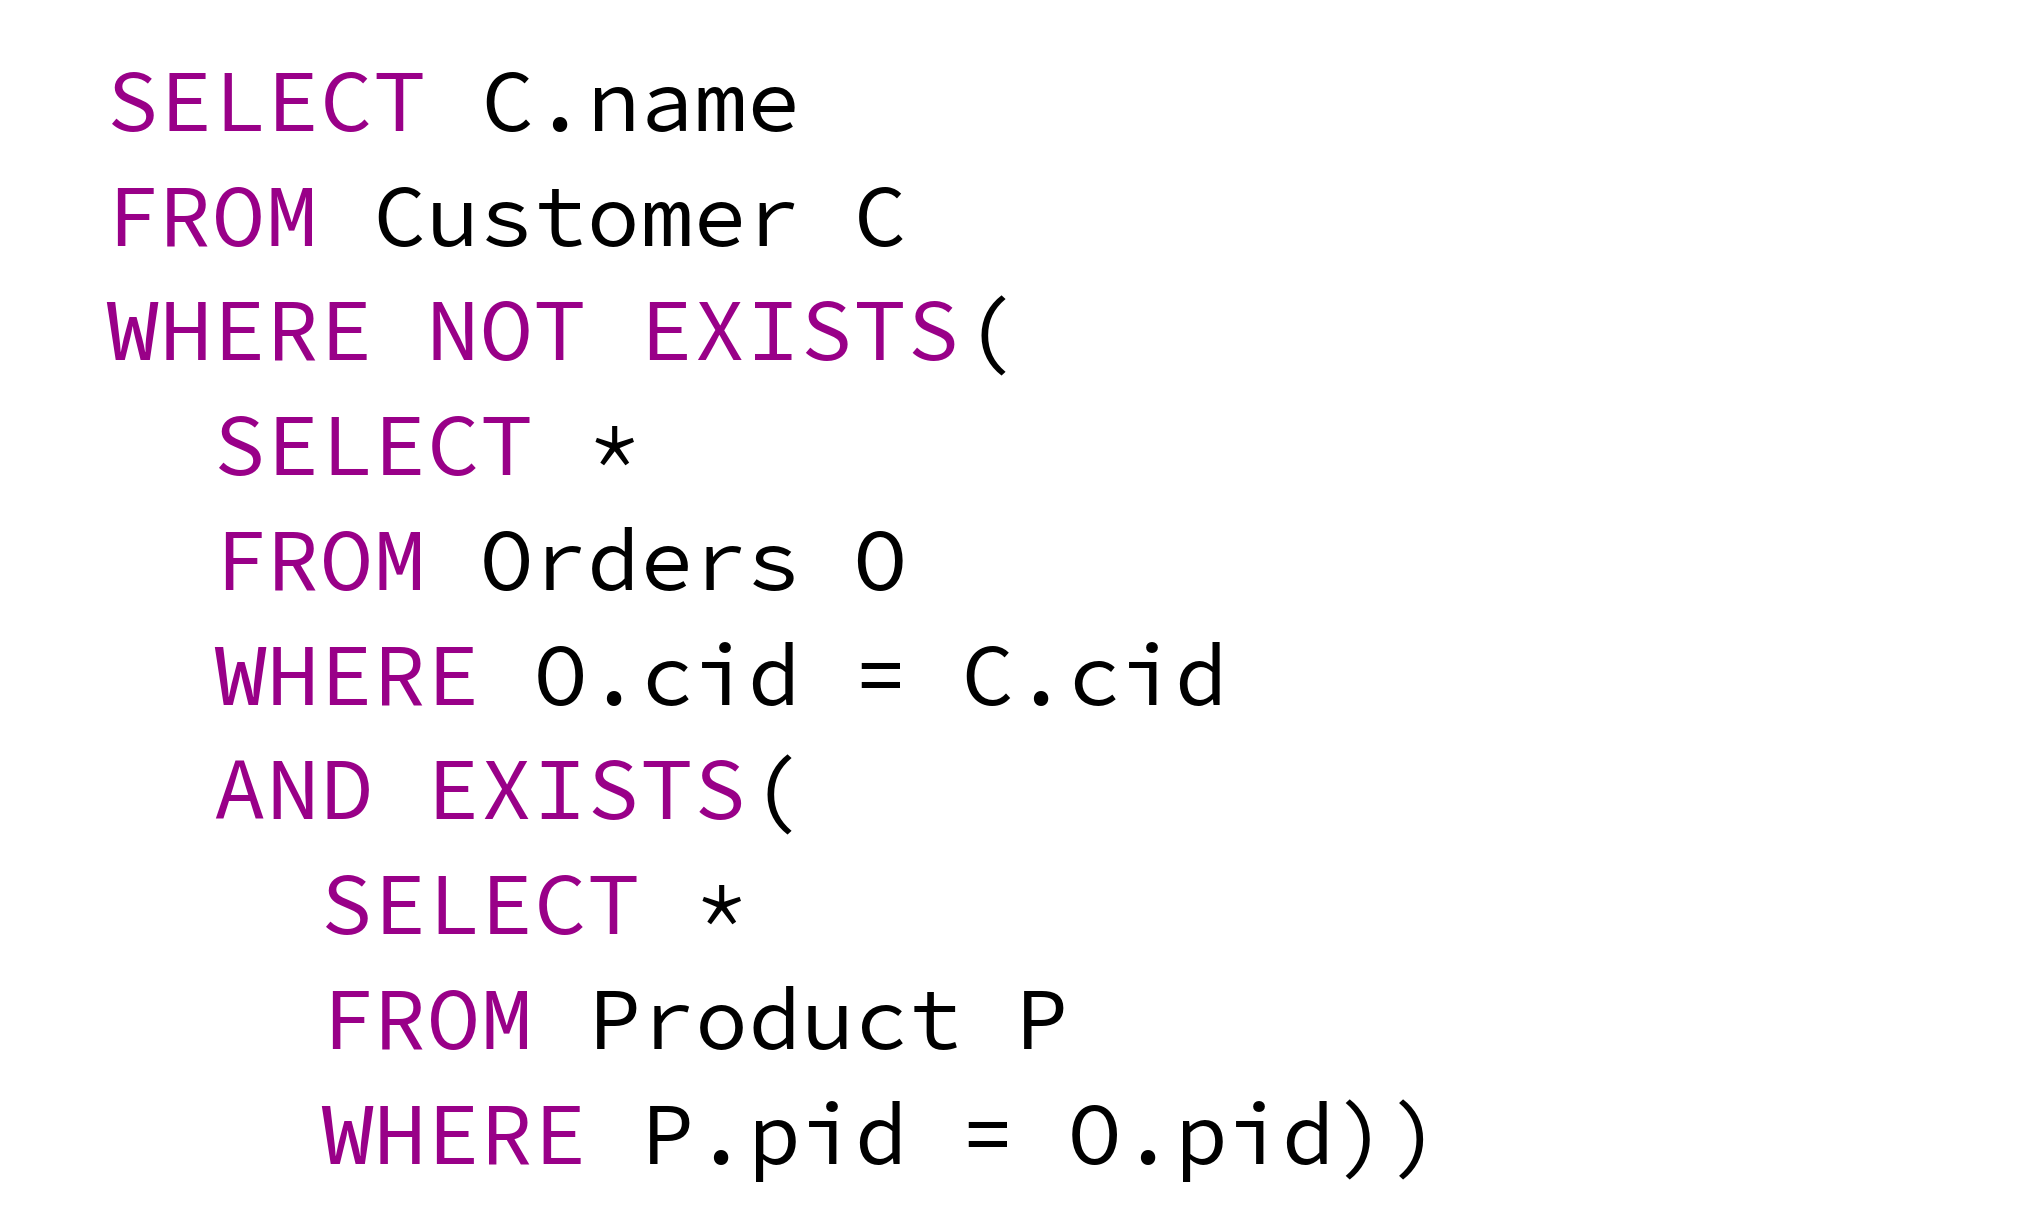 SELECT C.name
FROM Customer C
WHERE NOT EXISTS(
  SELECT *
  FROM Orders O
  WHERE O.cid = C.cid
  AND EXISTS(
    SELECT *
    FROM Product P
    WHERE P.pid = O.pid))